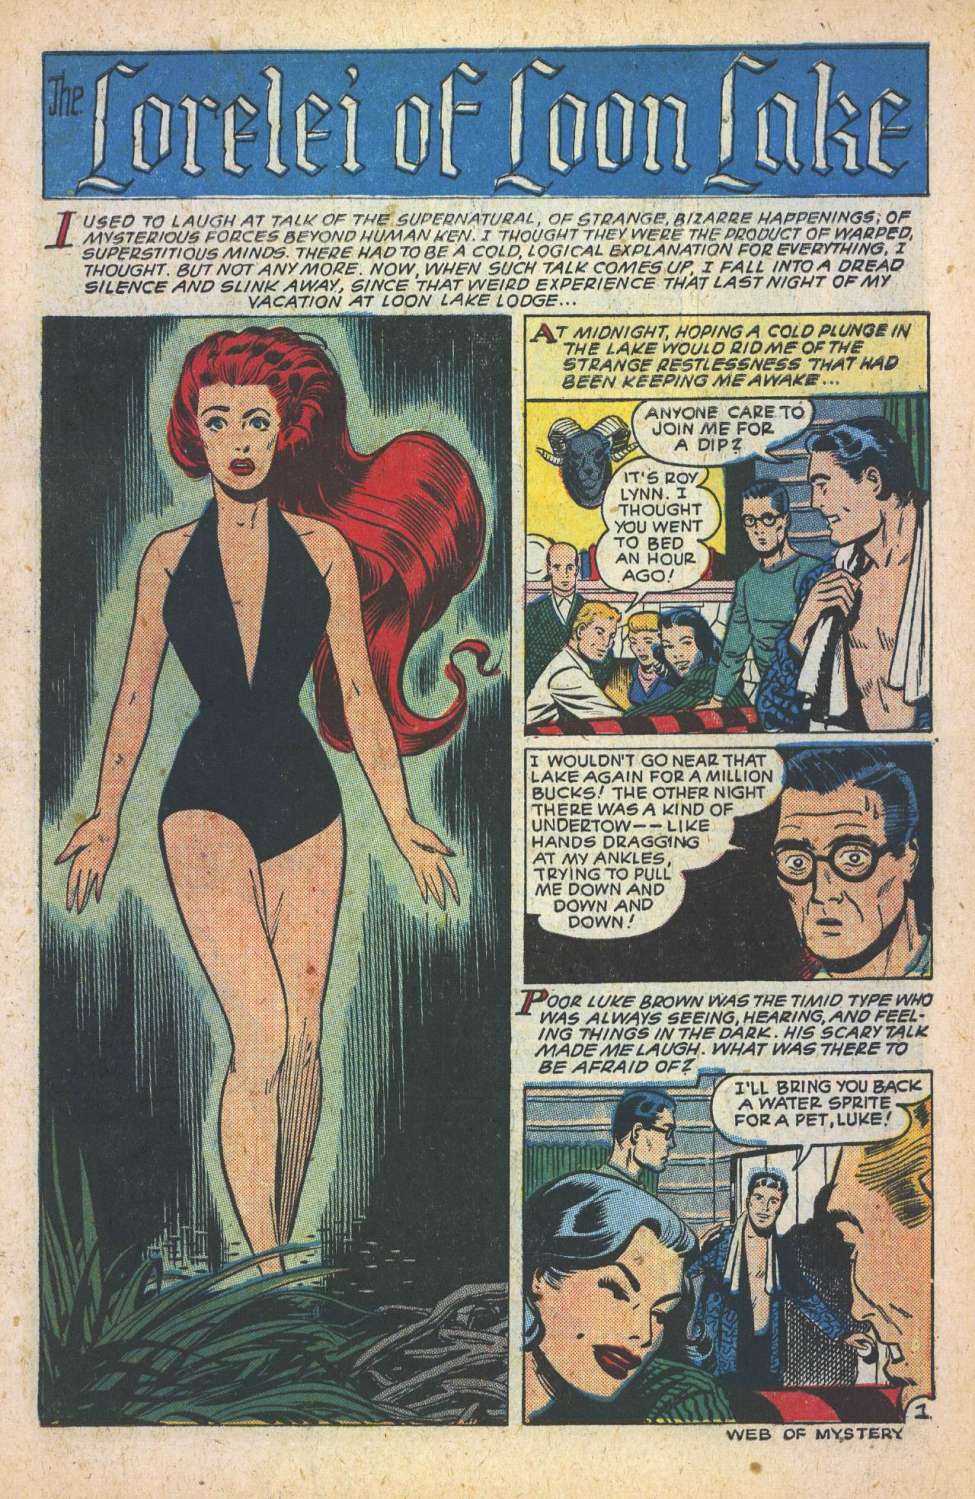 The Lorelei of Loon Lake
I USED TO LAUGH AT TALK OF THE SUPERNATURAL, OF STRANGE, BIZARRE HAPPENINGS, OF
MYSTERIOUS FORCES BEYOND HUMAN KEN. I THOUGHT THEY WERE THE PRODUCT OF WARPED,
SUPERSTITIOUS MINDS. THERE HAD TO BE A COLD, LOGICAL EXPLANATION FOR EVERYTHING, I
THOUGHT. BUT NOT ANY MORE. NOW, WHEN SUCH TALK COMES UP, I FALL INTO A DREAD
SILENCE AND SLINK AWAY, SINCE THAT WEIRD EXPERIENCE THAT LAST NIGHT OF MY
VACATION AT LOON LAKE LODGE...
AT MIDNIGHT, HOPING A COLD PLUNGE IN
THE LAKE WOULD RID ME OF THE
STRANGE RESTLESSNESS THAT HAD
BEEN KEEPING ME AWAKE...
ANYONE CARE TO
JOIN ME FOR
A DIP?
IT'S ROY
LYNN. I
THOUGHT
YOU WENT
TO BED
AN HOUR
AGO!
I WOULDN'T GO NEAR THAT
LAKE AGAIN FOR A MILLION
BUCKS! THE OTHER NIGHT
THERE WAS A KIND OF
UNDERTOW--LIKE
HANDS DRAGGING
AT MY ANKLES,
TRYING TO PULL
ME DOWN AND
DOWN AND
DOWN!
POOR LUKE BROWN WAS THE TIMID TYPE WHO
WAS ALWAYS SEEING, HEARING, AND FEEL-
ING THINGS IN THE DARK. HIS SCARY TALK
MADE ME LAUGH. WHAT WAS THERE TO
BE AFRAID OF?
I'LL BRING YOU BACK
A WATER SPRITE
FOR A PET, LUKE!
1
WEB OF MYSTERY